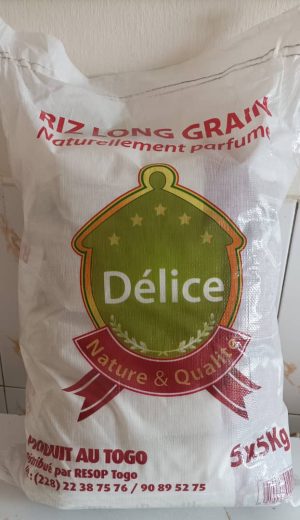 RIZ LONG GRAIN
Naturellement parfumé
Délice
Nature & Qualité
PRODUIT AU TOGO
5x5Kg
Distribué par RESOP Togo
(228) 22 38 75 76 / 90 89 52 75